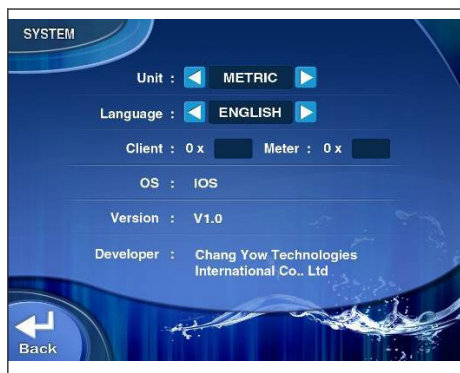 SYSTEM
Unit : METRIC
Language : ENGLISH
Client : 0 x Meter : 0 x
OS : IOS
Version : V1.0
Developer : Chang Yow Technologies
International Co.. Ltd
Back